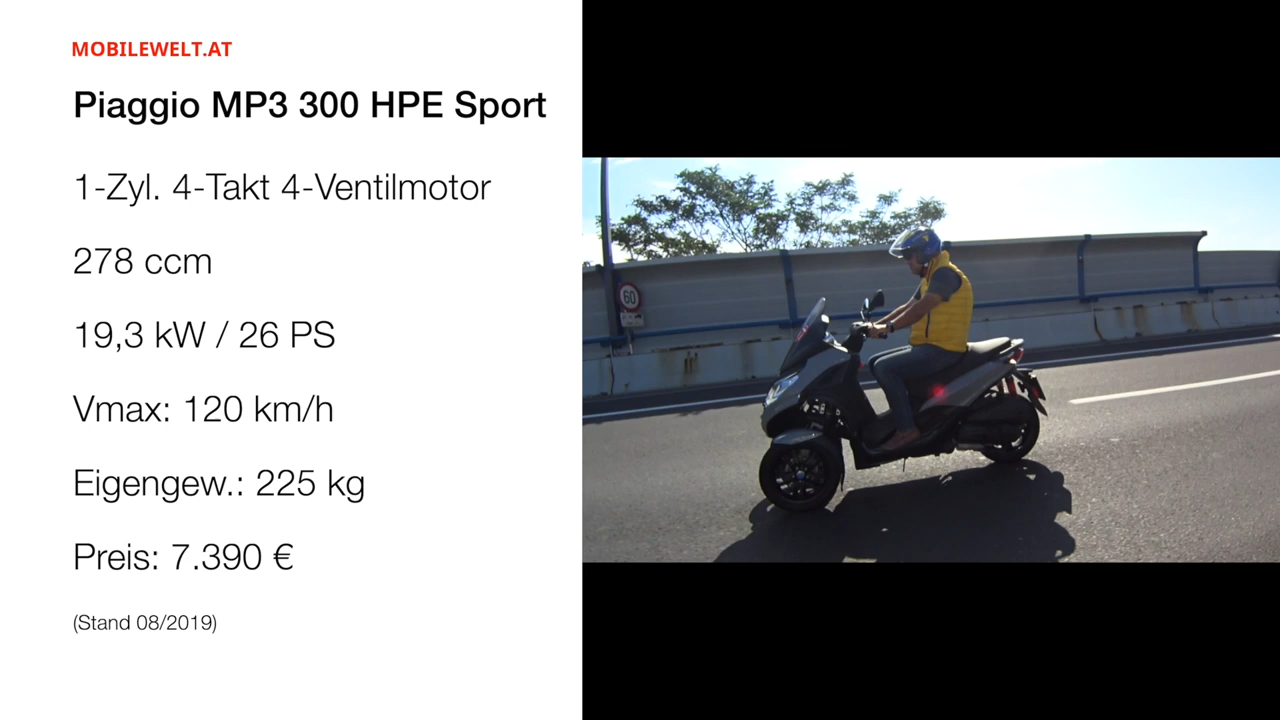 MOBILEWELT.AT
Piaggio MP3 300 HPE Sport
1-Zyl. 4-Takt 4-Ventilmotor
278 ccm
19,3 kW / 26 PS
Vmax: 120 km/h
Eigengew.: 225 kg
Preis: 7.390 €
(Stand 08/2019)
60